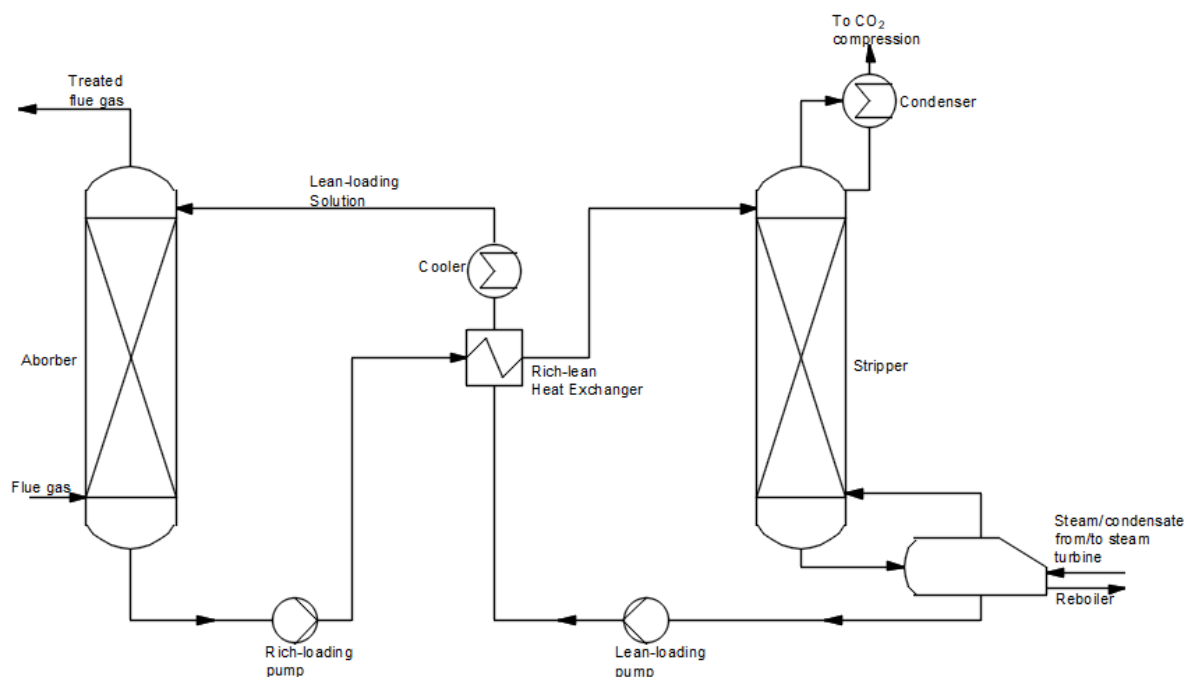 To CO₂
compression
Treated
flue gas
Condenser
Lean-loading
Solution
Cooler
Aborber
Rich-lean
Heat Exchanger
Stripper
Flue gas
Steam/condensate
from/to steam
turbine
Reboiler
Rich-loading
pump
Lean-loading
pump